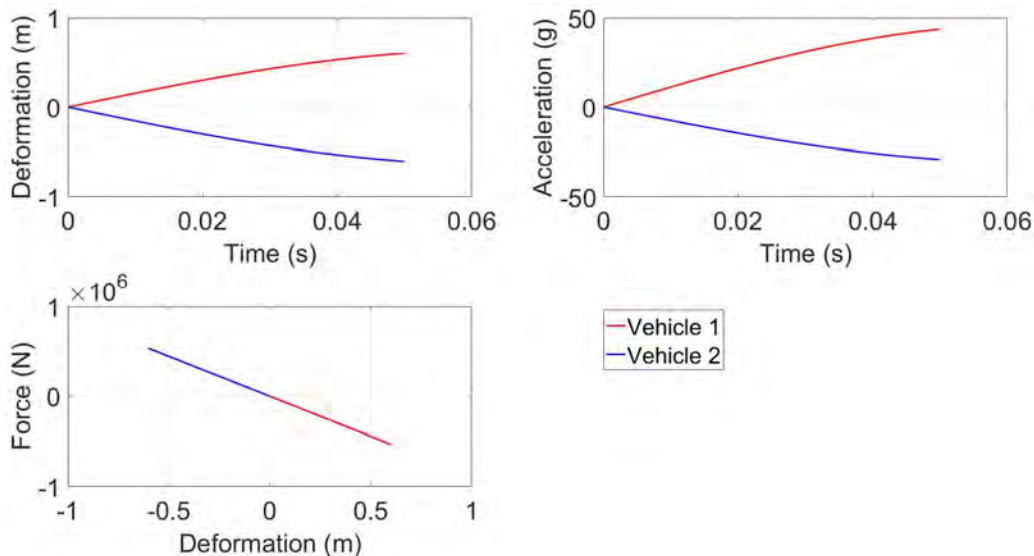 1
50
Deformation (m)
0
Acceleration (g)
0
-1
-50
0
0.02
0.04
0.06
0
0.02
0.04
0.06
Time (s)
Time (s)
×10⁶
1
Force (N)
0
-1
-1
-0.5
0
0.5
1
Deformation (m)
Vehicle 1
Vehicle 2